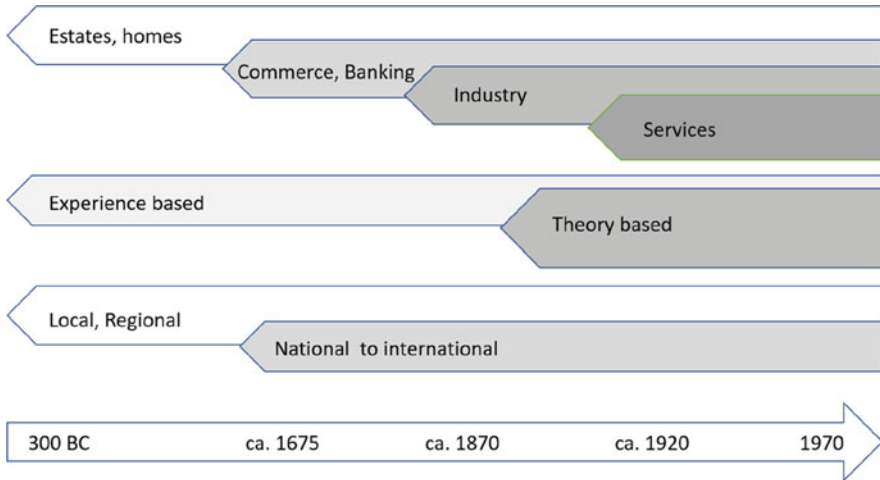 Estates, homes
Commerce, Banking
Industry
Services
Experience based
Theory based
Local, Regional
National to international
300 BC ca. 1675 ca. 1870 ca. 1920 1970